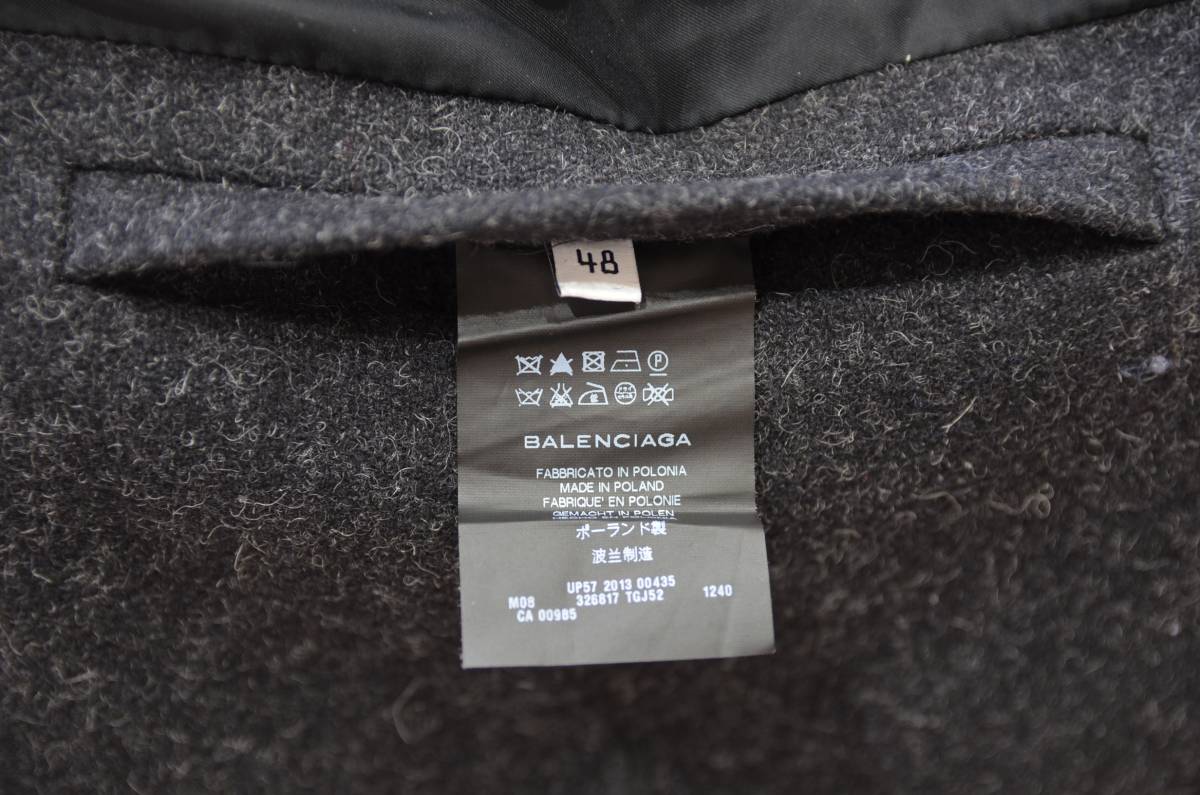 48
BALENCIAGA
FABBRICATO IN POLONIA
MADE IN POLAND
FABRIQUE' EN POLONIE
GEMACHT IN POLEN
ポーランド製
波兰制造
UP57 2013 00435
M08 326817 TGJ52 1240
CA 00985